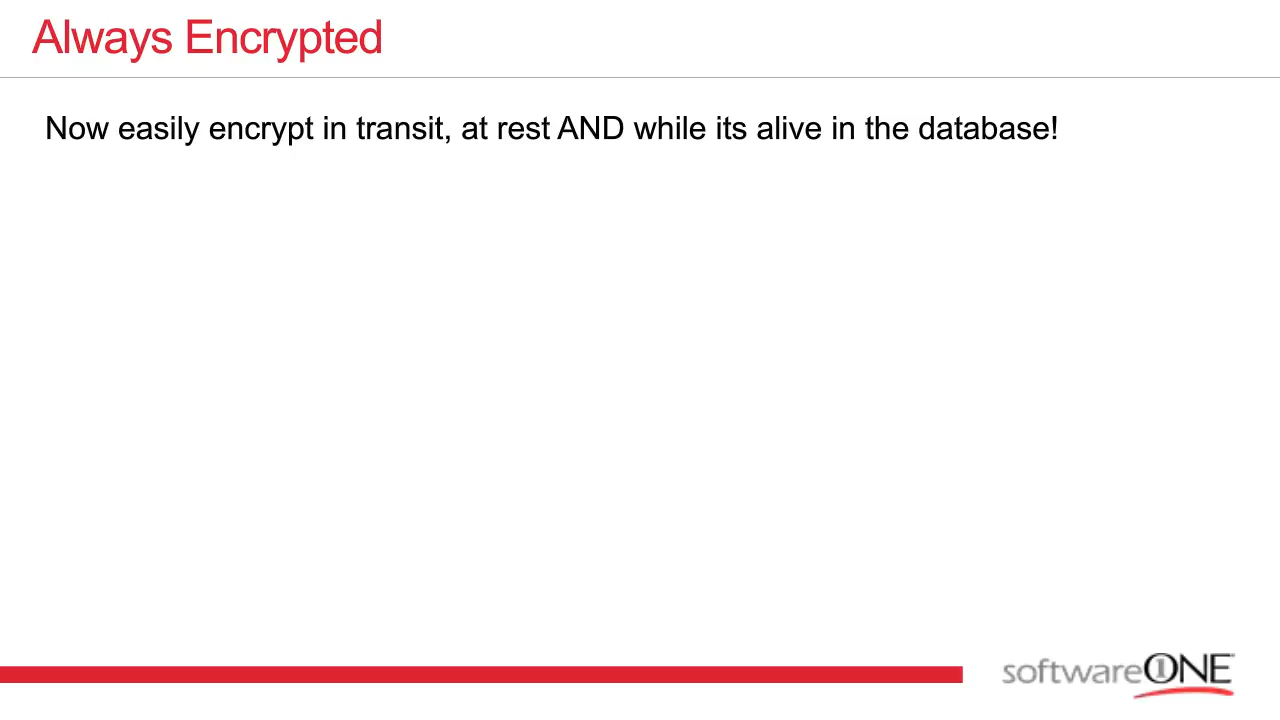 Always Encrypted
Now easily encrypt in transit, at rest AND while its alive in the database!
softwareONE